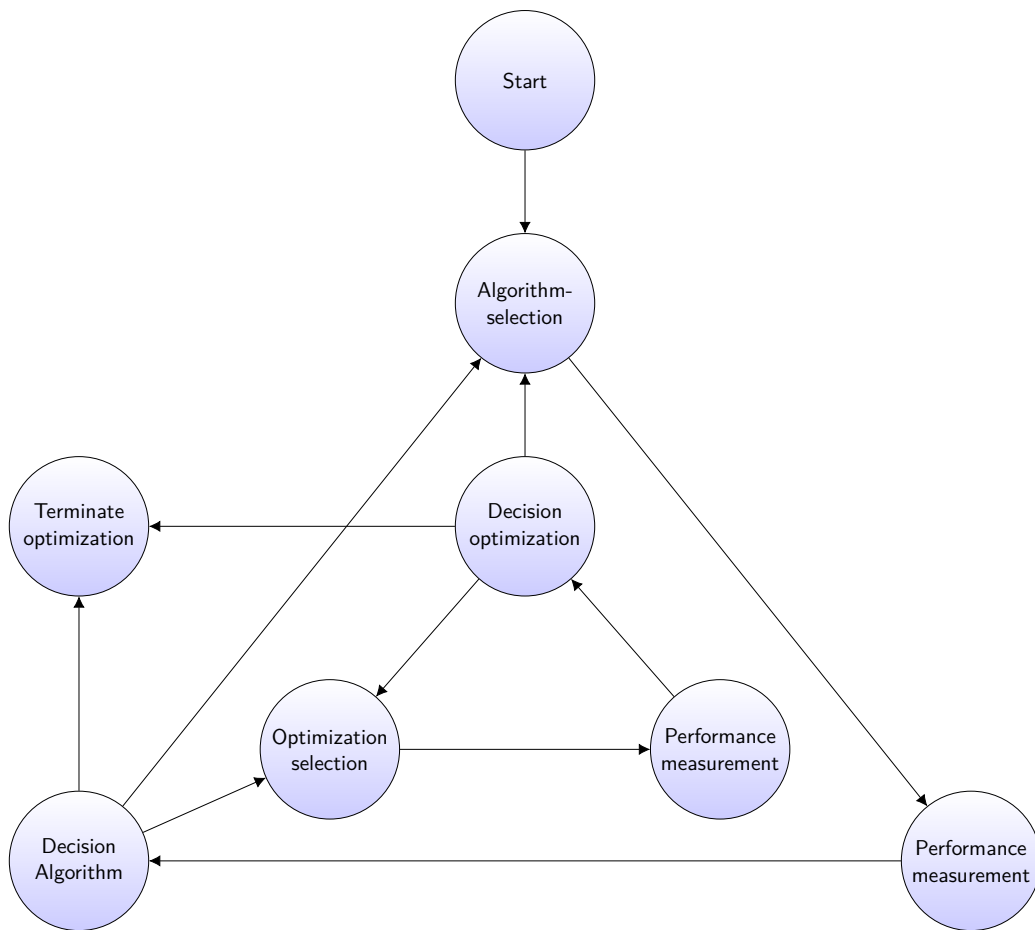 Start
Algorithm-
selection
Terminate
optimization
Decision
optimization
Optimization
selection
Performance
measurement
Decision
Algorithm
Performance
measurement